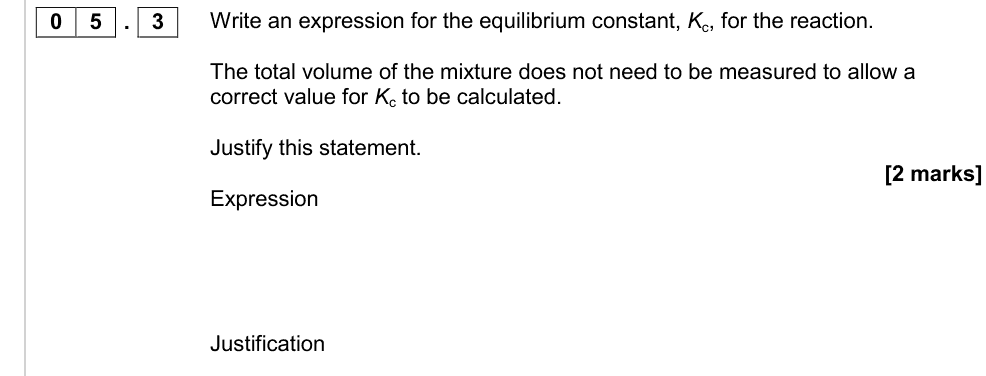 0 5 . 3 Write an expression for the equilibrium constant, Kc, for the reaction.
The total volume of the mixture does not need to be measured to allow a
correct value for Kc to be calculated.
Justify this statement.
[2 marks]
Expression
Justification